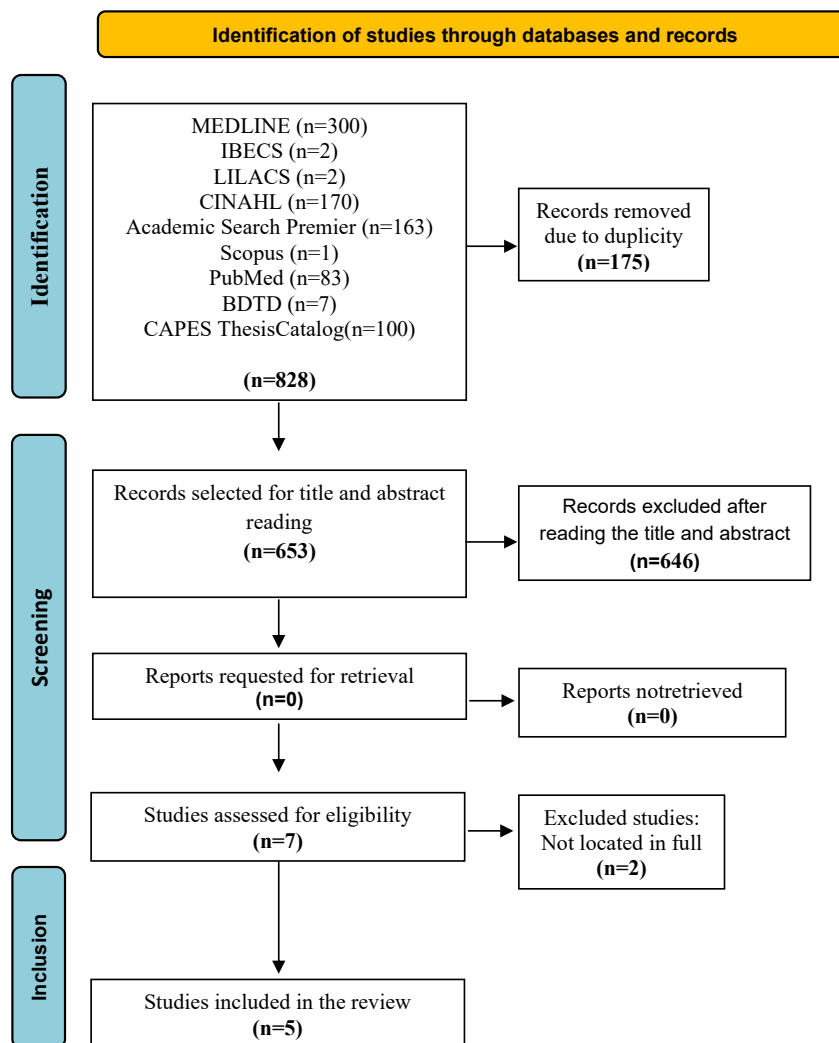 Identification of studies through databases and records
Identification
MEDLINE (n=300)
IBECS (n=2)
LILACS (n=2)
CINAHL (n=170)
Academic Search Premier (n=163)
Scopus (n=1)
PubMed (n=83)
BDTD (n=7)
CAPES ThesisCatalog(n=100)
(n=828)
Records removed
due to duplicity
(n=175)
Screening
Records selected for title and abstract
reading
(n=653)
Records excluded after
reading the title and abstract
(n=646)
Reports requested for retrieval
(n=0)
Reports notretrieved
(n=0)
Studies assessed for eligibility
(n=7)
Excluded studies:
Not located in full
(n=2)
Inclusion
Studies included in the review
(n=5)